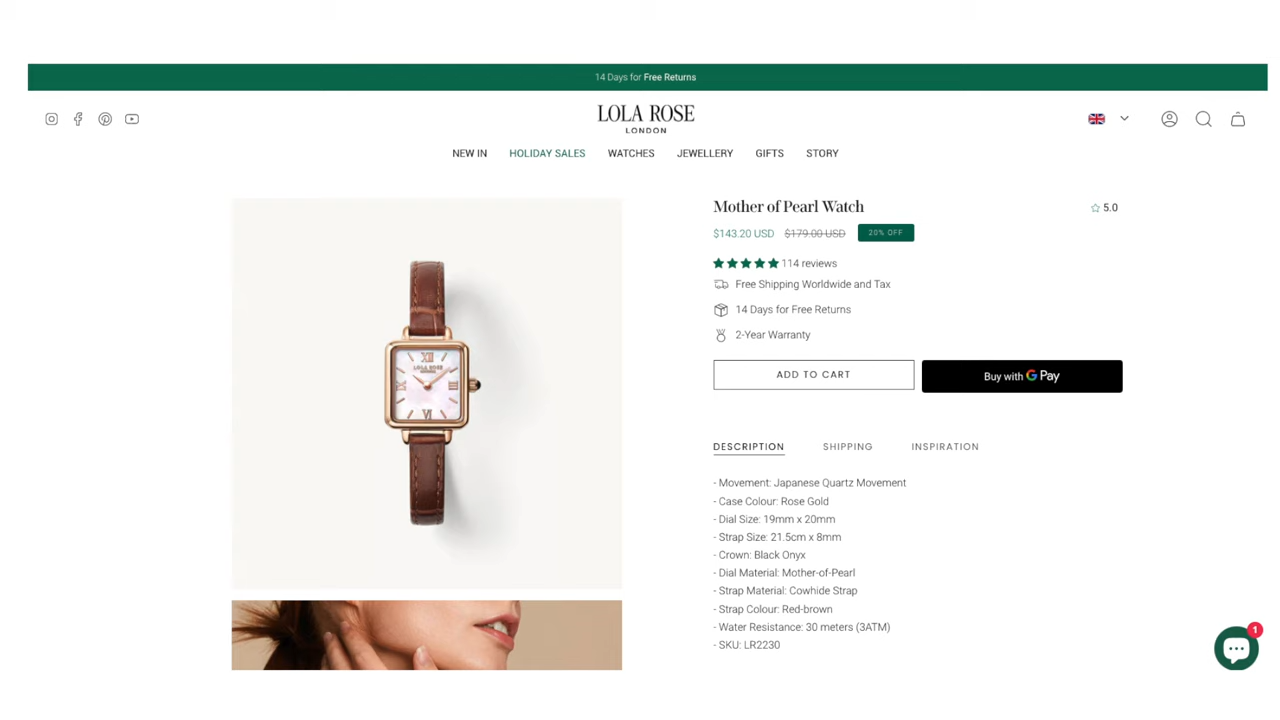 14 Days for Free Returns
LOLA ROSE
LONDON
NEW IN HOLIDAY SALES WATCHES JEWELLERY GIFTS STORY
Mother of Pearl Watch
5.0
$143.20 USD $179.00 USD 20% OFF
114 reviews
Free Shipping Worldwide and Tax
14 Days for Free Returns
2-Year Warranty
ADD TO CART
Buy with G Pay
LOLA ROSE
DESCRIPTION SHIPPING INSPIRATION
- Movement: Japanese Quartz Movement
- Case Colour: Rose Gold
- Dial Size: 19mm x 20mm
- Strap Size: 21.5cm x 8mm
- Crown: Black Onyx
- Dial Material: Mother-of-Pearl
- Strap Material: Cowhide Strap
- Strap Colour: Red-brown
- Water Resistance: 30 meters (3ATM)
- SKU: LR2230
1